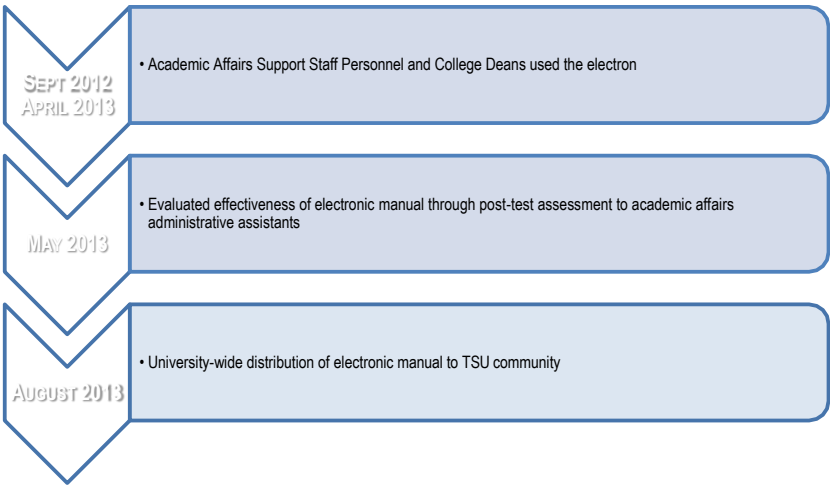 SEPT 2012
APRIL 2013
• Academic Affairs Support Staff Personnel and College Deans used the electron
MAY 2013
• Evaluated effectiveness of electronic manual through post-test assessment to academic affairs
administrative assistants
AUGUST 2013
• University-wide distribution of electronic manual to TSU community